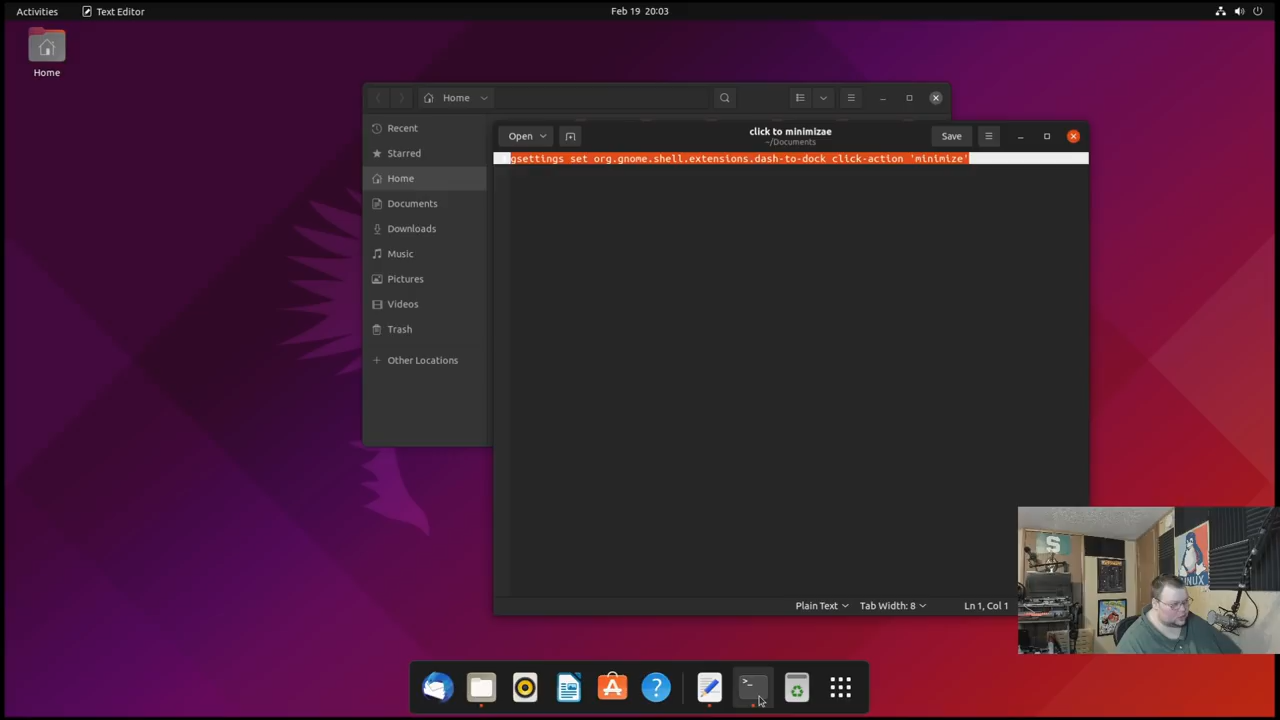 Activities
Text Editor
Feb 19 20:03
Home
Home
Recent
Starred
Home
Documents
Downloads
Music
Pictures
Videos
Trash
Other Locations
Open
click to minimizae
~/Documents
Save
gsettings set org.gnome.shell.extensions.dash-to-dock click-action 'minimize'
Plain Text
Tab Width: 8
Ln 1, Col 1
S
>_
?